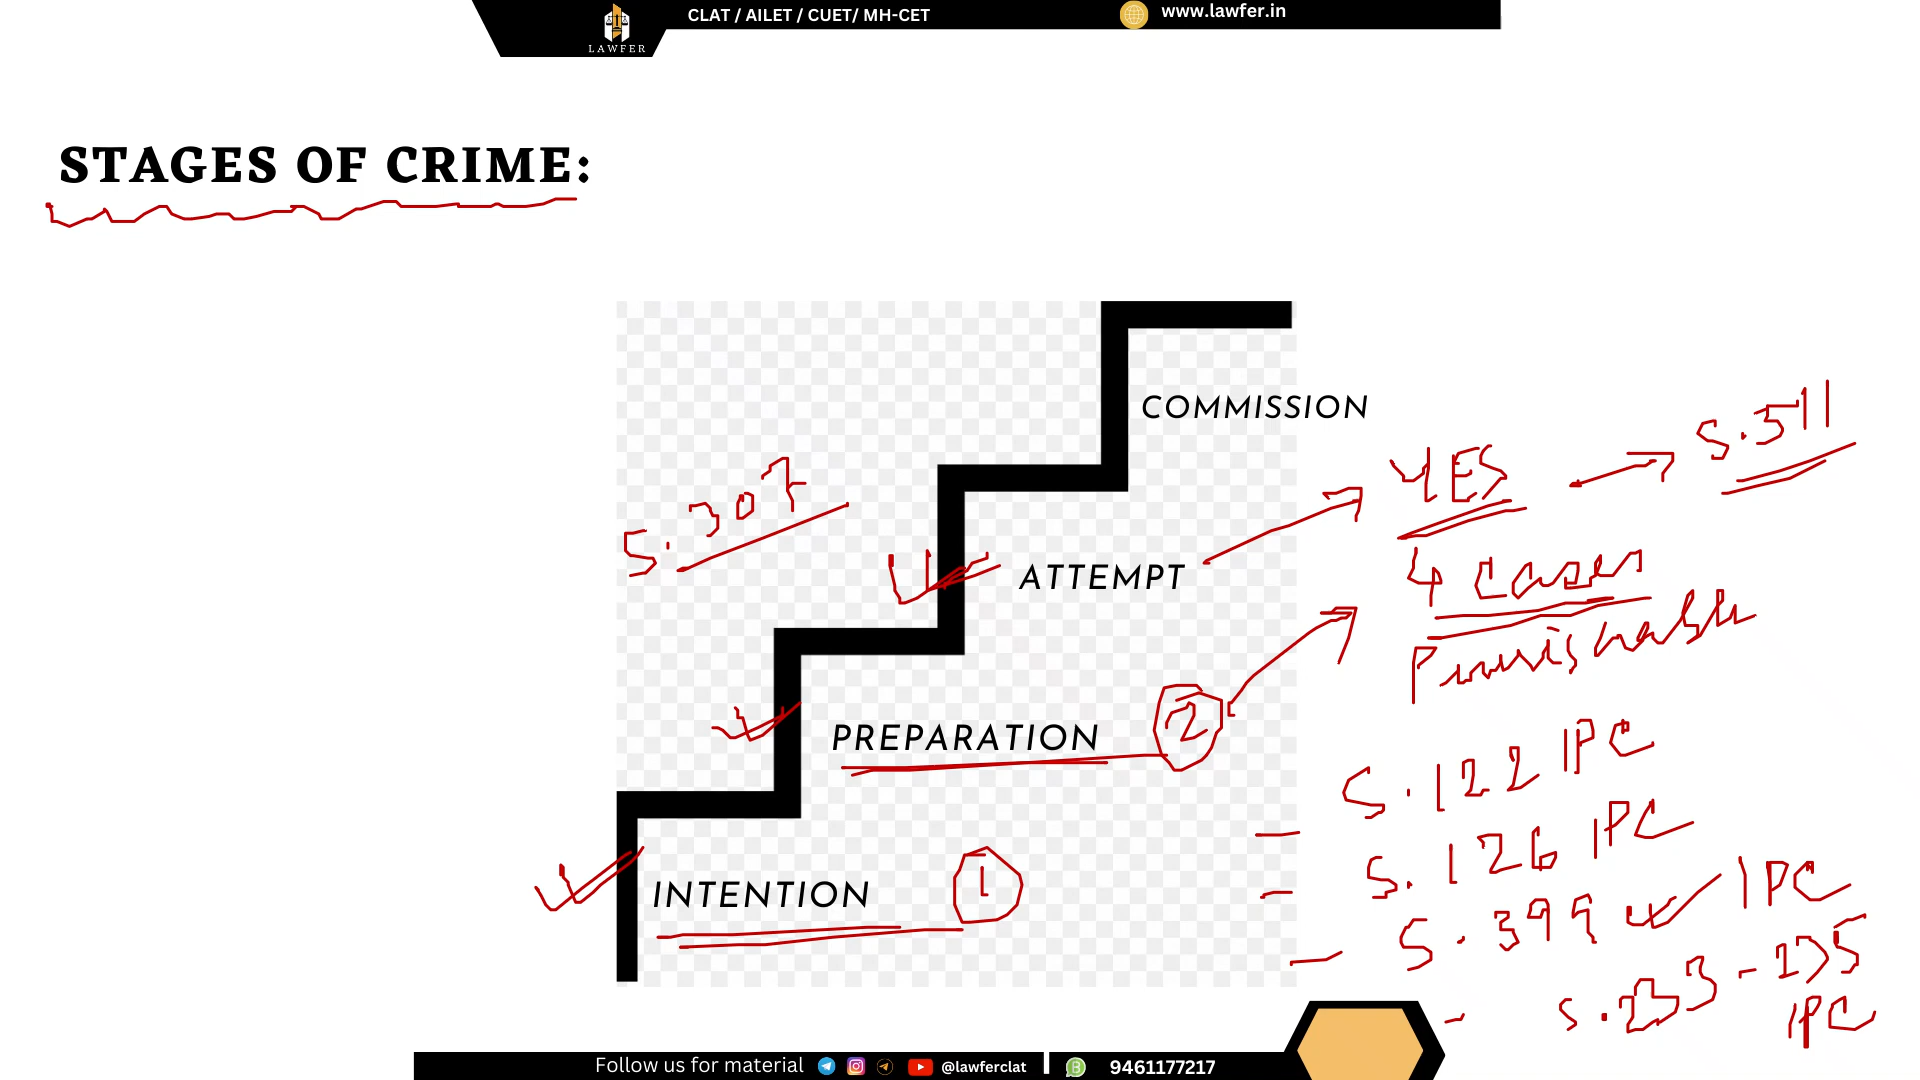 CLAT / AILET / CUET/ MH-CET
www.lawfer.in
LAWFER
STAGES OF CRIME:
COMMISSION
S.511
YES
S.307
ATTEMPT
4 Cases
Punishable
PREPARATION
2
S.122 IPC
S.126 IPC
INTENTION
1
S.399 IPC
S.233-235
IPC
Follow us for material
@lawferclat
9461177217